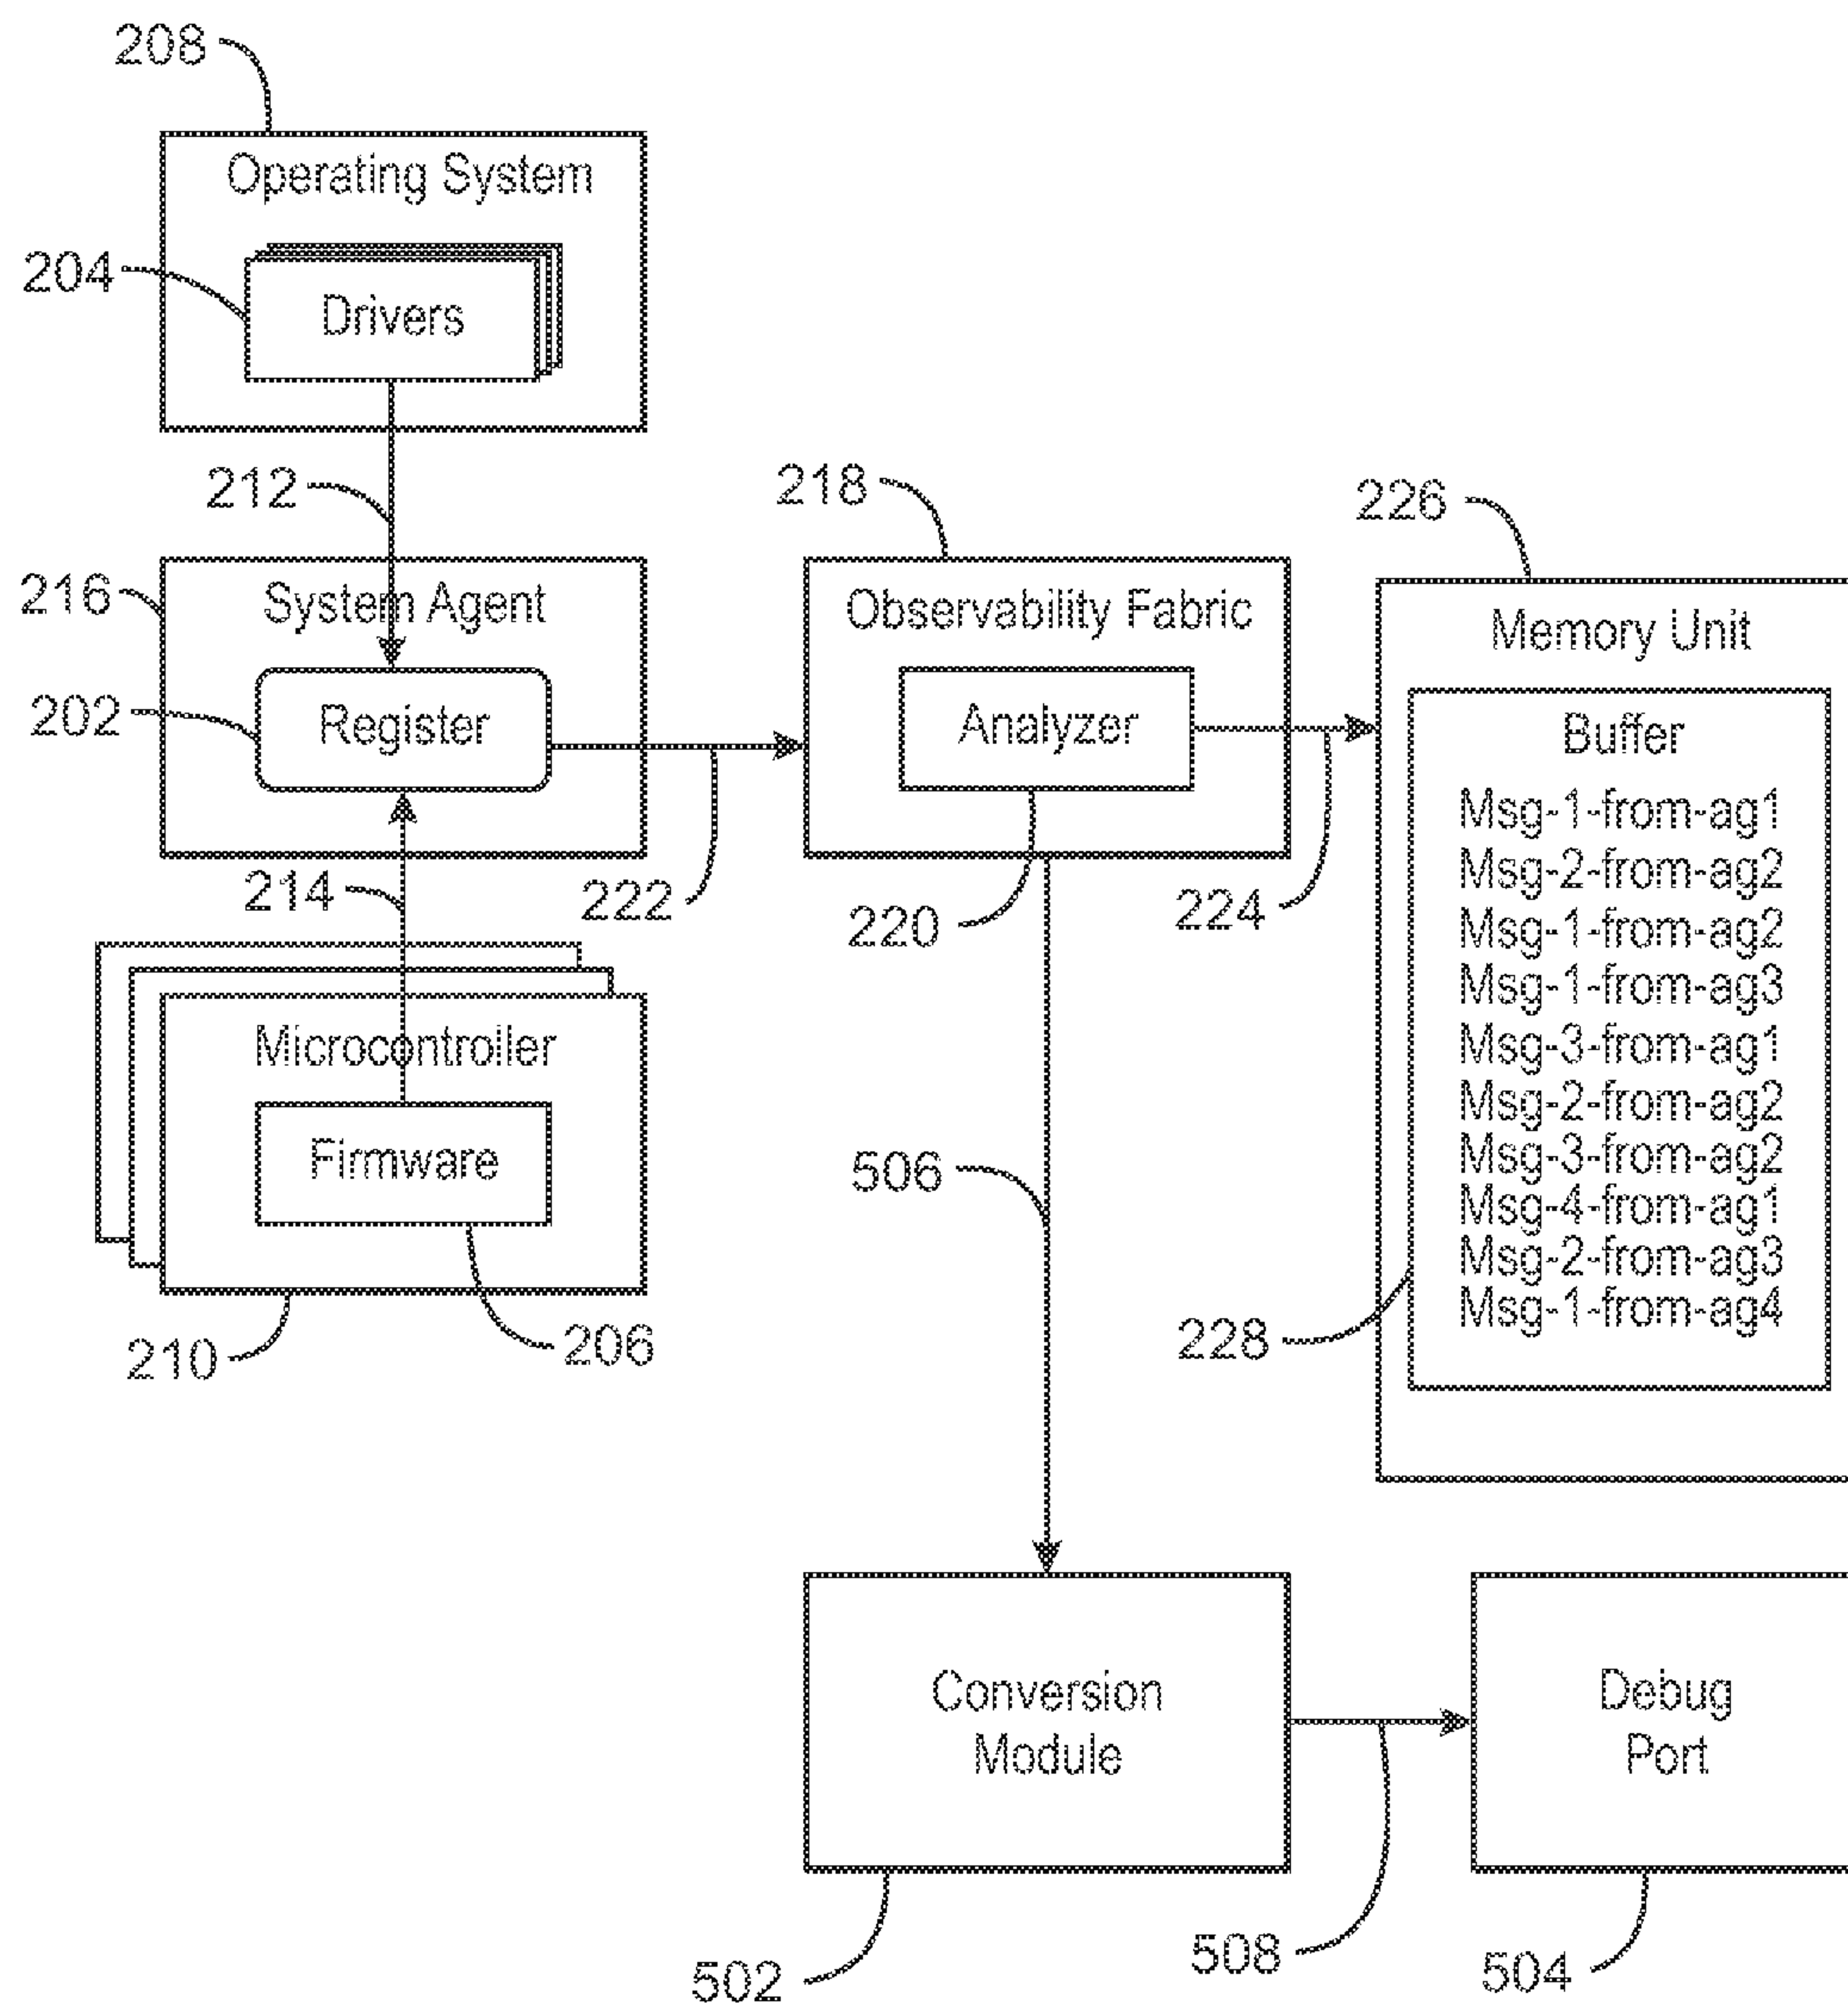 208
Operating System
204
Drivers
212
218
226
216
System Agent
Observability Fabric
Memory Unit
202
Register
Analyzer
Buffer
Msg-1-from-ag1
Msg-2-from-ag2
Msg-1-from-ag2
Msg-1-from-ag3
Msg-3-from-ag1
Msg-2-from-ag2
Msg-3-from-ag2
Msg-4-from-ag1
Msg-2-from-ag3
Msg-1-from-ag4
214
222
220
224
Microcontroller
Firmware
506
210
206
228
Conversion
Module
Debug
Port
502
508
504